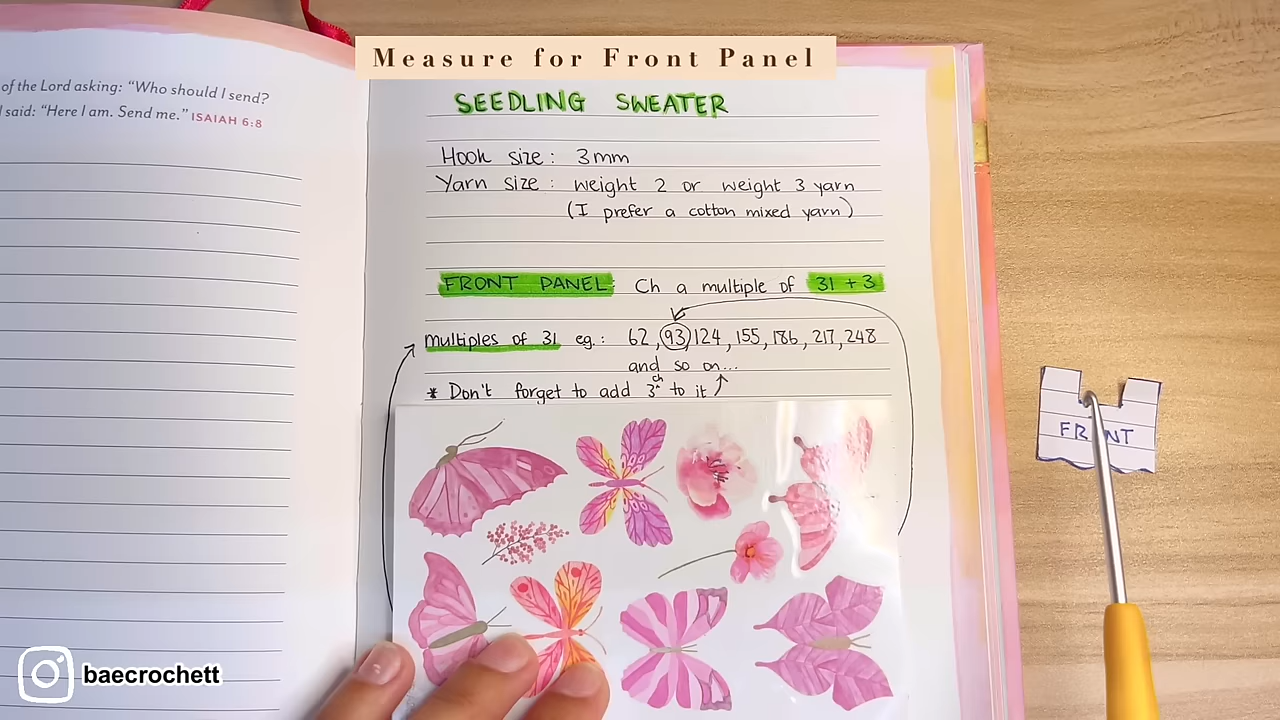 Measure for Front Panel
of the Lord asking: “Who should I send?
I said: “Here I am. Send me.” ISAIAH 6:8
SEEDLING SWEATER
Hook size: 3mm
Yarn size: weight 2 or weight 3 yarn
(I prefer a cotton mixed yarn)
FRONT PANEL: Ch a multiple of 31 + 3
multiples of 31 eg.: 62, 93, 124, 155, 186, 217, 248
and so on...
* Don't forget to add 3 ch to it
FRONT
baecrochett